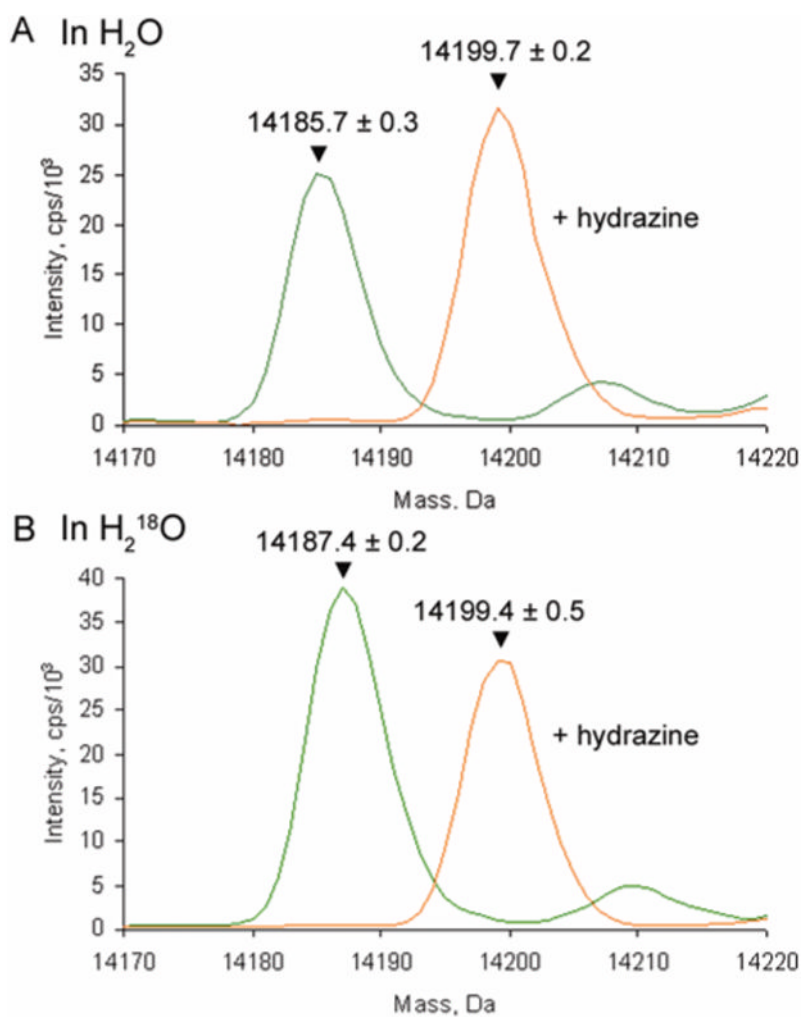 A In H₂O
14199.7 ± 0.2
14185.7 ± 0.3
+ hydrazine
Intensity, cps/10³
35
30
25
20
15
10
5
0
14170 14180 14190 14200 14210 14220
Mass. Da
B In H₂¹⁸O
14187.4 ± 0.2
14199.4 ± 0.5
+ hydrazine
Intensity, cps/10³
40
35
30
25
20
15
10
5
0
14170 14180 14190 14200 14210 14220
Mass, Da